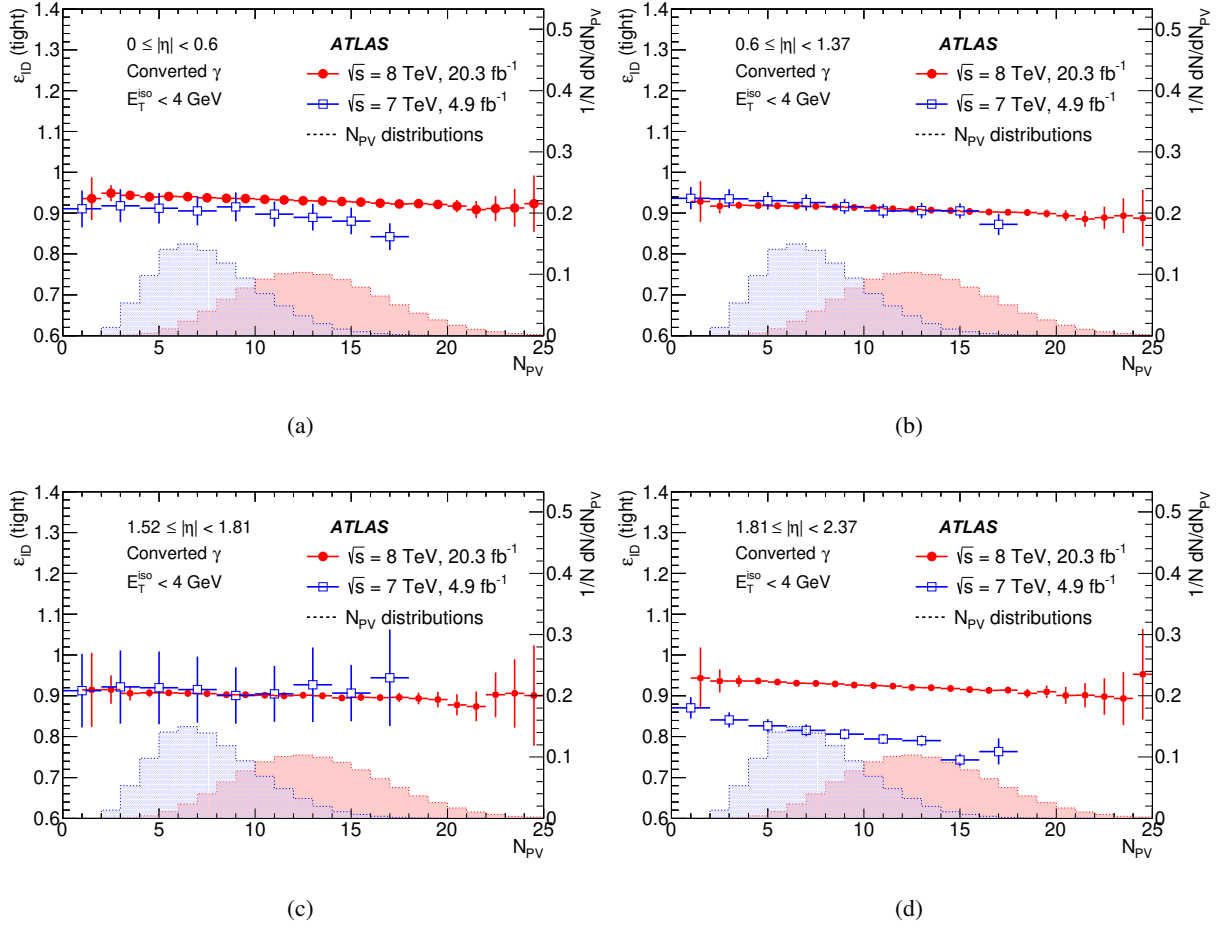 ε_ID (tight)
1.4
1.3
1.2
1.1
1
0.9
0.8
0.7
0.6
0 ≤ |η| < 0.6
Converted γ
E_T^iso < 4 GeV
ATLAS
√s = 8 TeV, 20.3 fb^-1
√s = 7 TeV, 4.9 fb^-1
N_PV distributions
0.5
0.4
0.3
0.2
0.1
0
1/N dN/dN_PV
0 5 10 15 20 25
N_PV
(a)
ε_ID (tight)
1.4
1.3
1.2
1.1
1
0.9
0.8
0.7
0.6
0.6 ≤ |η| < 1.37
Converted γ
E_T^iso < 4 GeV
ATLAS
√s = 8 TeV, 20.3 fb^-1
√s = 7 TeV, 4.9 fb^-1
N_PV distributions
0.5
0.4
0.3
0.2
0.1
0
1/N dN/dN_PV
0 5 10 15 20 25
N_PV
(b)
ε_ID (tight)
1.4
1.3
1.2
1.1
1
0.9
0.8
0.7
0.6
1.52 ≤ |η| < 1.81
Converted γ
E_T^iso < 4 GeV
ATLAS
√s = 8 TeV, 20.3 fb^-1
√s = 7 TeV, 4.9 fb^-1
N_PV distributions
0.5
0.4
0.3
0.2
0.1
0
1/N dN/dN_PV
0 5 10 15 20 25
N_PV
(c)
ε_ID (tight)
1.4
1.3
1.2
1.1
1
0.9
0.8
0.7
0.6
1.81 ≤ |η| < 2.37
Converted γ
E_T^iso < 4 GeV
ATLAS
√s = 8 TeV, 20.3 fb^-1
√s = 7 TeV, 4.9 fb^-1
N_PV distributions
0.5
0.4
0.3
0.2
0.1
0
1/N dN/dN_PV
0 5 10 15 20 25
N_PV
(d)